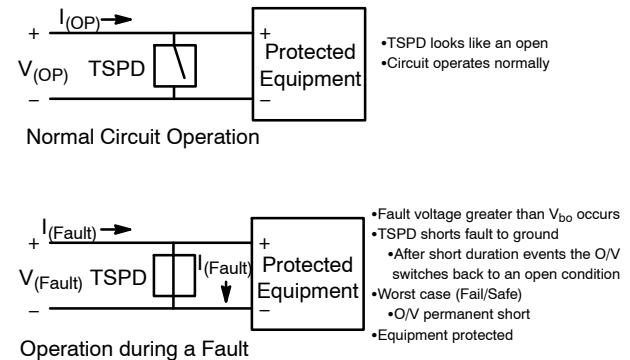 I(OP)
+ +
V(OP) TSPD Protected Equipment
− −
•TSPD looks like an open
•Circuit operates normally
Normal Circuit Operation
I(Fault)
+ +
V(Fault) TSPD I(Fault) Protected Equipment
− −
•Fault voltage greater than Vbo occurs
•TSPD shorts fault to ground
•After short duration events the O/V
switches back to an open condition
•Worst case (Fail/Safe)
•O/V permanent short
•Equipment protected
Operation during a Fault